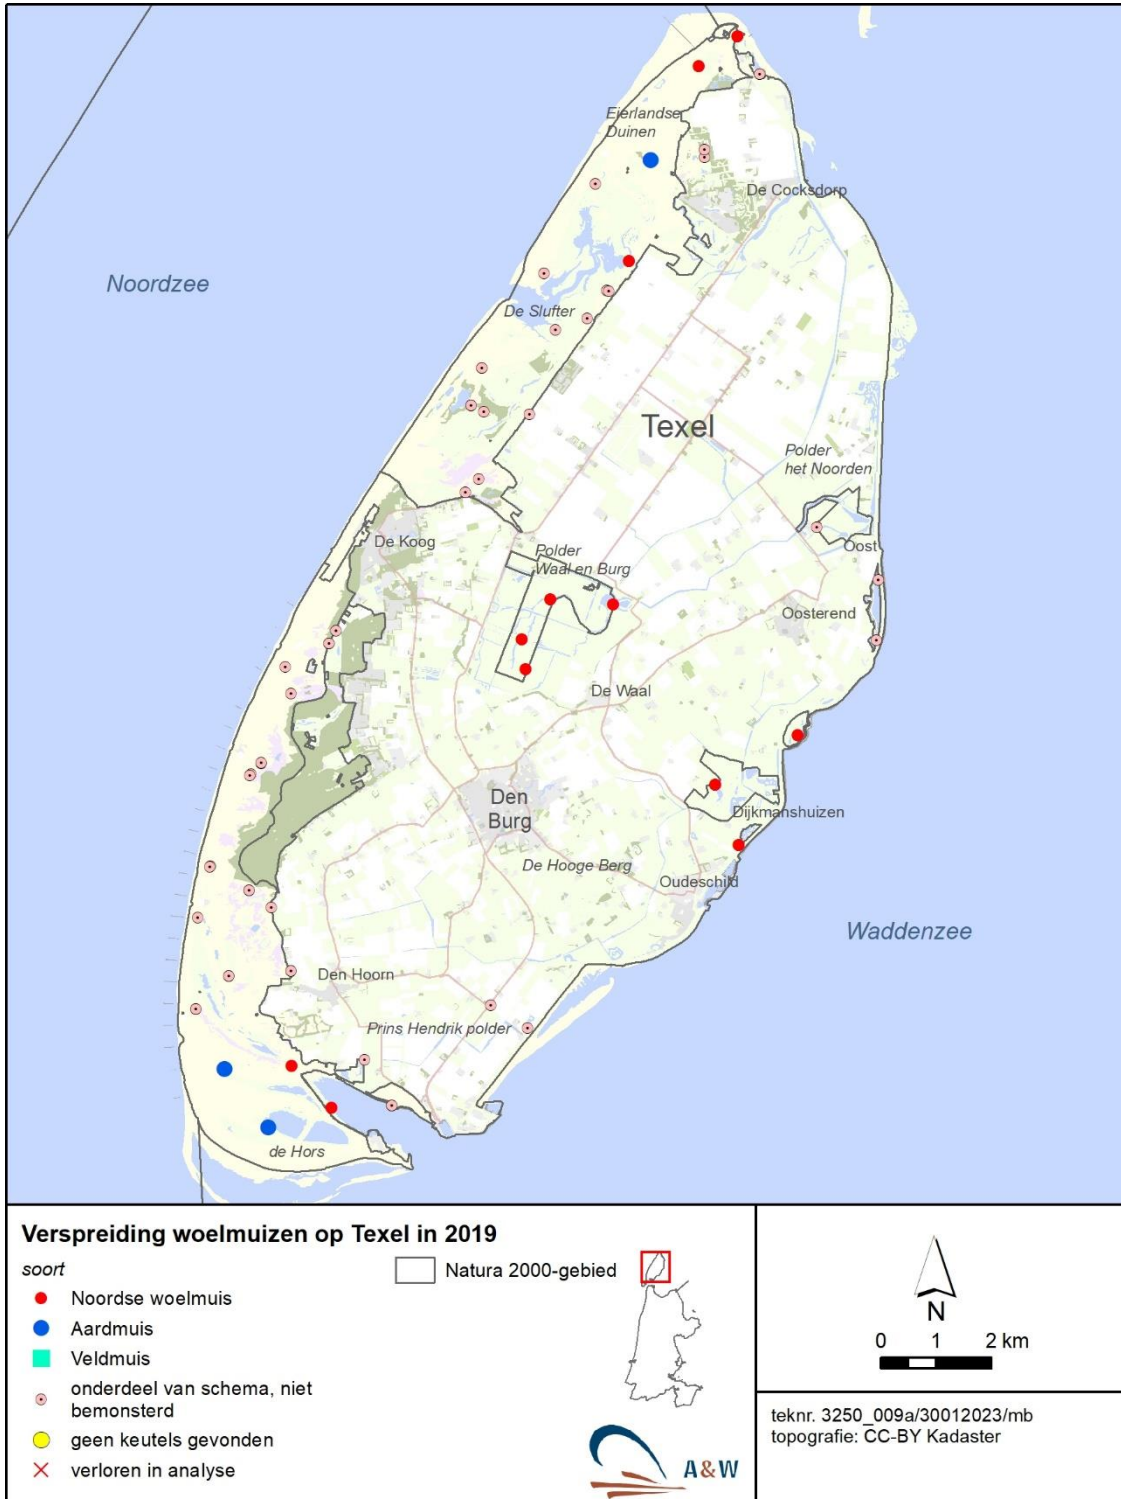 Eierlandse
Duinen
De Cocksdorp
Noordzee
De Slufter
Texel
Polder
het Noorden
De Koog
Polder
Waal en Burg
Oost
Oosterend
De Waal
Den
Burg
Dijkmanshuizen
De Hooge Berg
Oudeschild
Waddenzee
Den Hoorn
Prins Hendrik polder
de Hors
Verspreiding woelmuizen op Texel in 2019
soort
Natura 2000-gebied
Noordse woelmuis
Aardmuis
Veldmuis
onderdeel van schema, niet
bemonsterd
geen keutels gevonden
verloren in analyse
A&W
N
0 1 2 km
teknr. 3250_009a/30012023/mb
topografie: CC-BY Kadaster